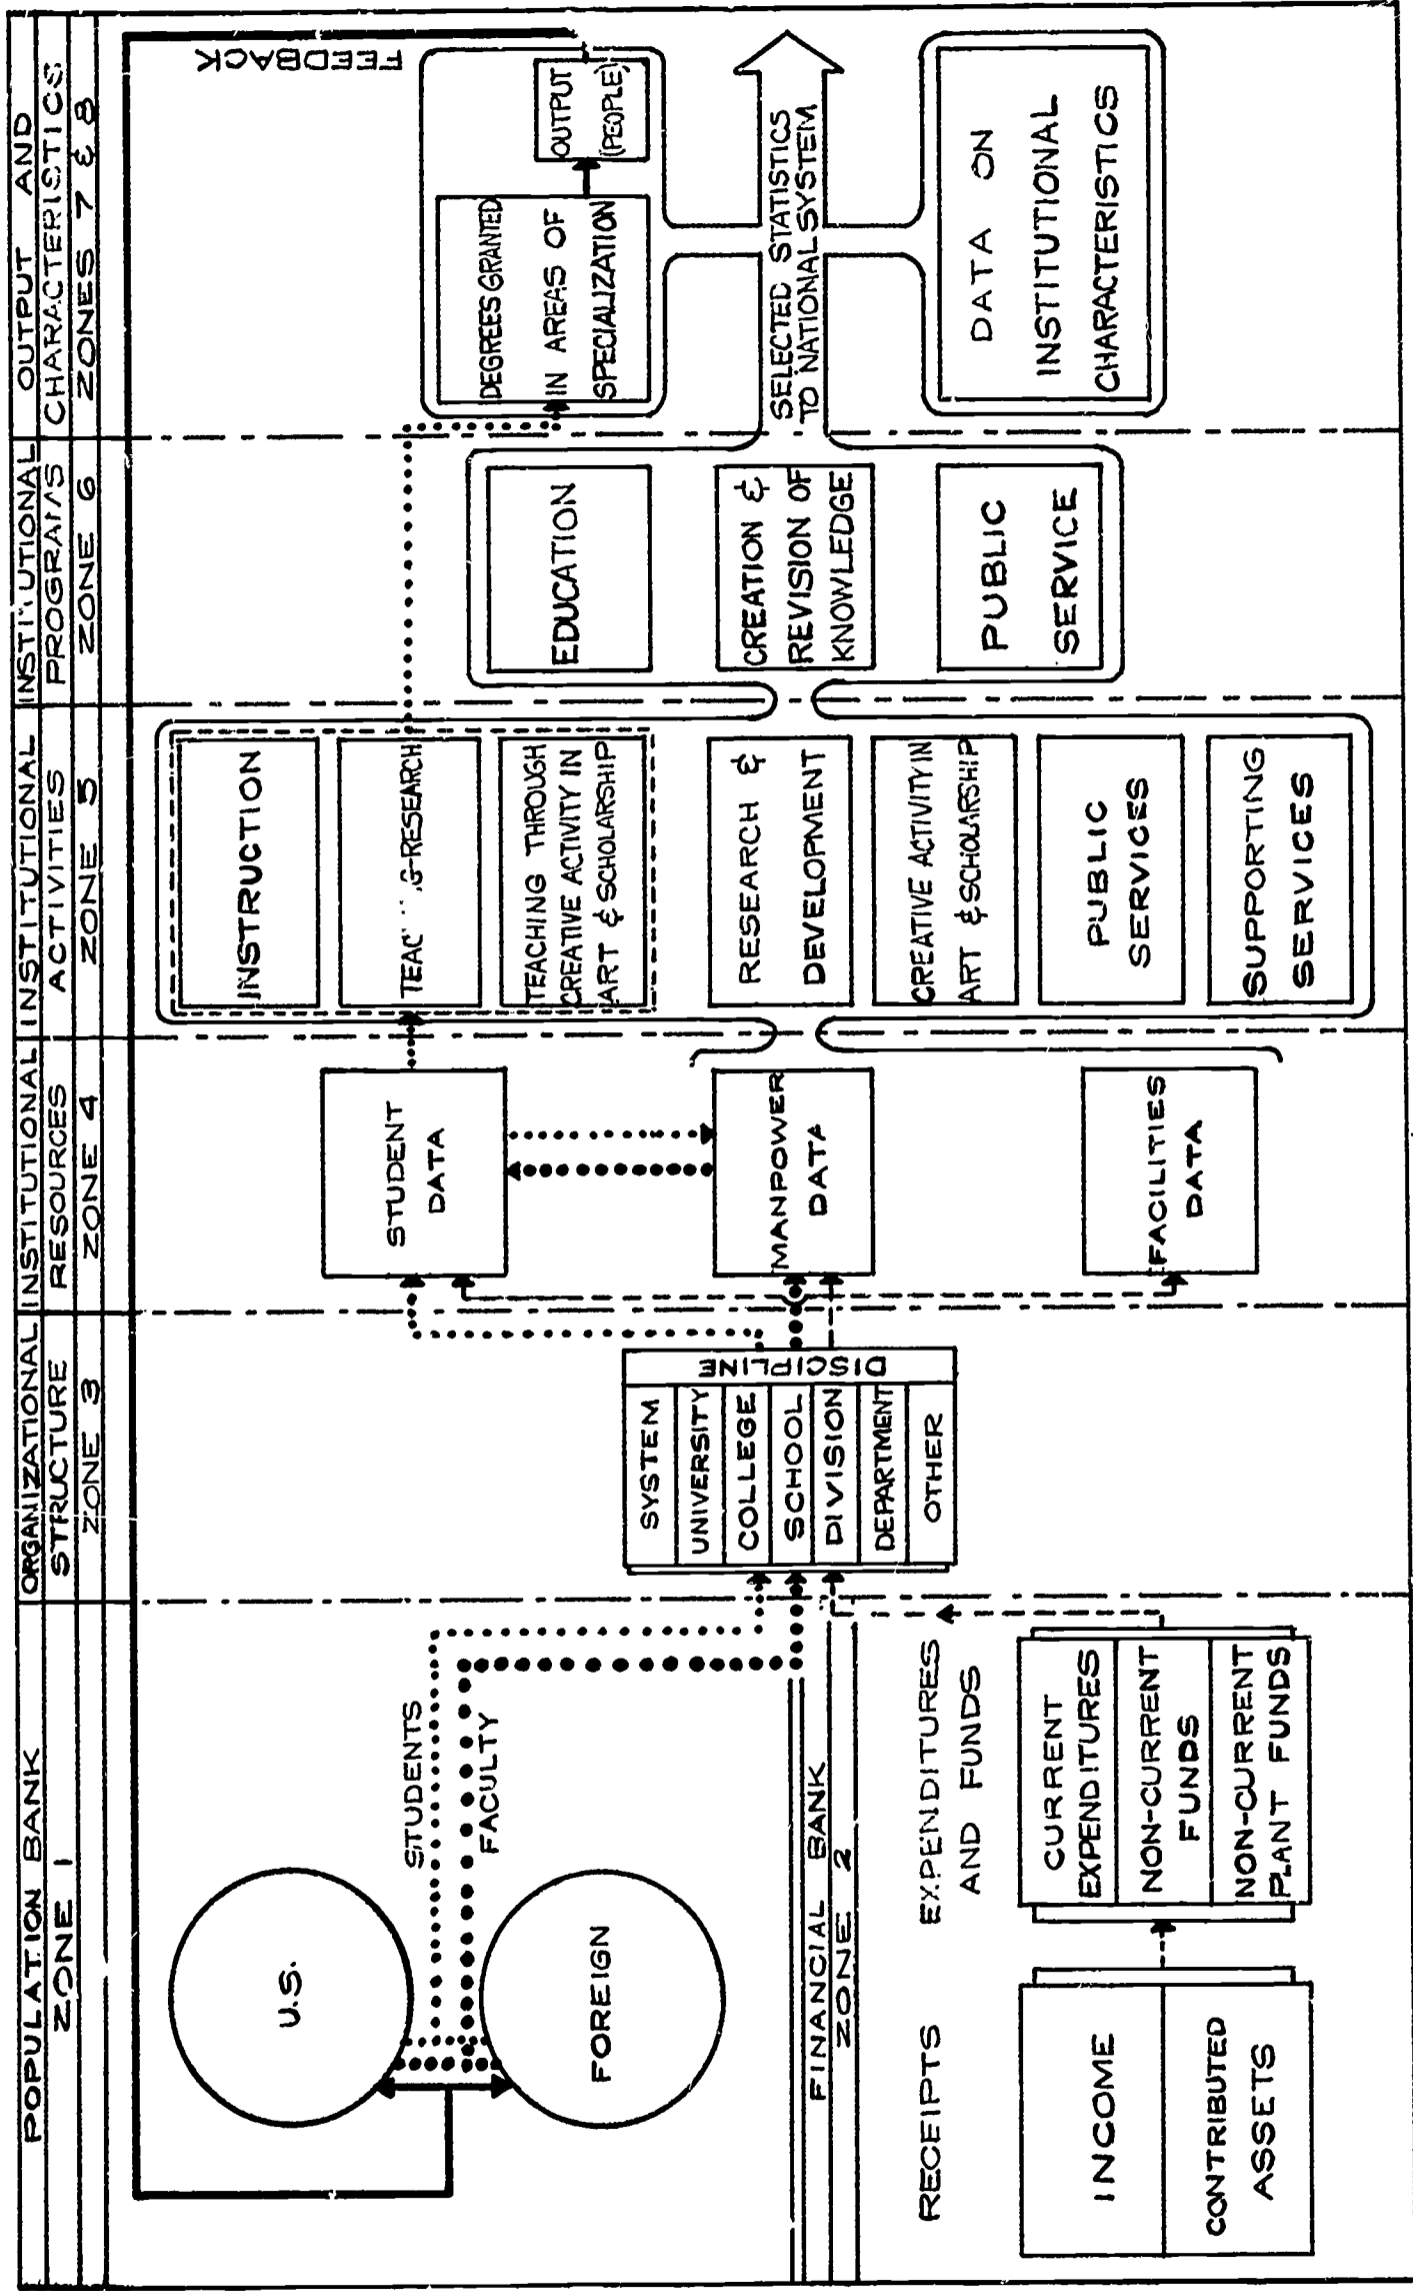 POPULATION BANK
ZONE 1
ORGANIZATIONAL
STRUCTURE
ZONE 3
INSTITUTIONAL
RESOURCES
ZONE 4
INSTITUTIONAL
ACTIVITIES
ZONE 5
INSTITUTIONAL
PROGRAMS
ZONE 6
OUTPUT AND
CHARACTERISTICS
ZONES 7 & 8
FEEDBACK
U.S.
FOREIGN
STUDENTS
FACULTY
FINANCIAL BANK
ZONE 2
RECEIPTS
INCOME
CONTRIBUTED
ASSETS
EXPENDITURES
AND FUNDS
CURRENT
EXPENDITURES
NON-CURRENT
FUNDS
NON-CURRENT
PLANT FUNDS
SYSTEM
UNIVERSITY
COLLEGE
SCHOOL
DIVISION
DEPARTMENT
OTHER
DISCIPLINE
STUDENT
DATA
MANPOWER
DATA
FACILITIES
DATA
INSTRUCTION
G-RESEARCH
TEACHING THROUGH
CREATIVE ACTIVITY IN
ART & SCHOLARSHIP
RESEARCH &
DEVELOPMENT
CREATIVE ACTIVITY IN
ART & SCHOLARSHIP
PUBLIC
SERVICES
SUPPORTING
SERVICES
EDUCATION
CREATION &
REVISION OF
KNOWLEDGE
PUBLIC
SERVICE
DEGREES GRANTED
IN AREAS OF
SPECIALIZATION
OUTPUT
(PEOPLE)
SELECTED STATISTICS
TO NATIONAL SYSTEM
DATA ON
INSTITUTIONAL
CHARACTERISTICS